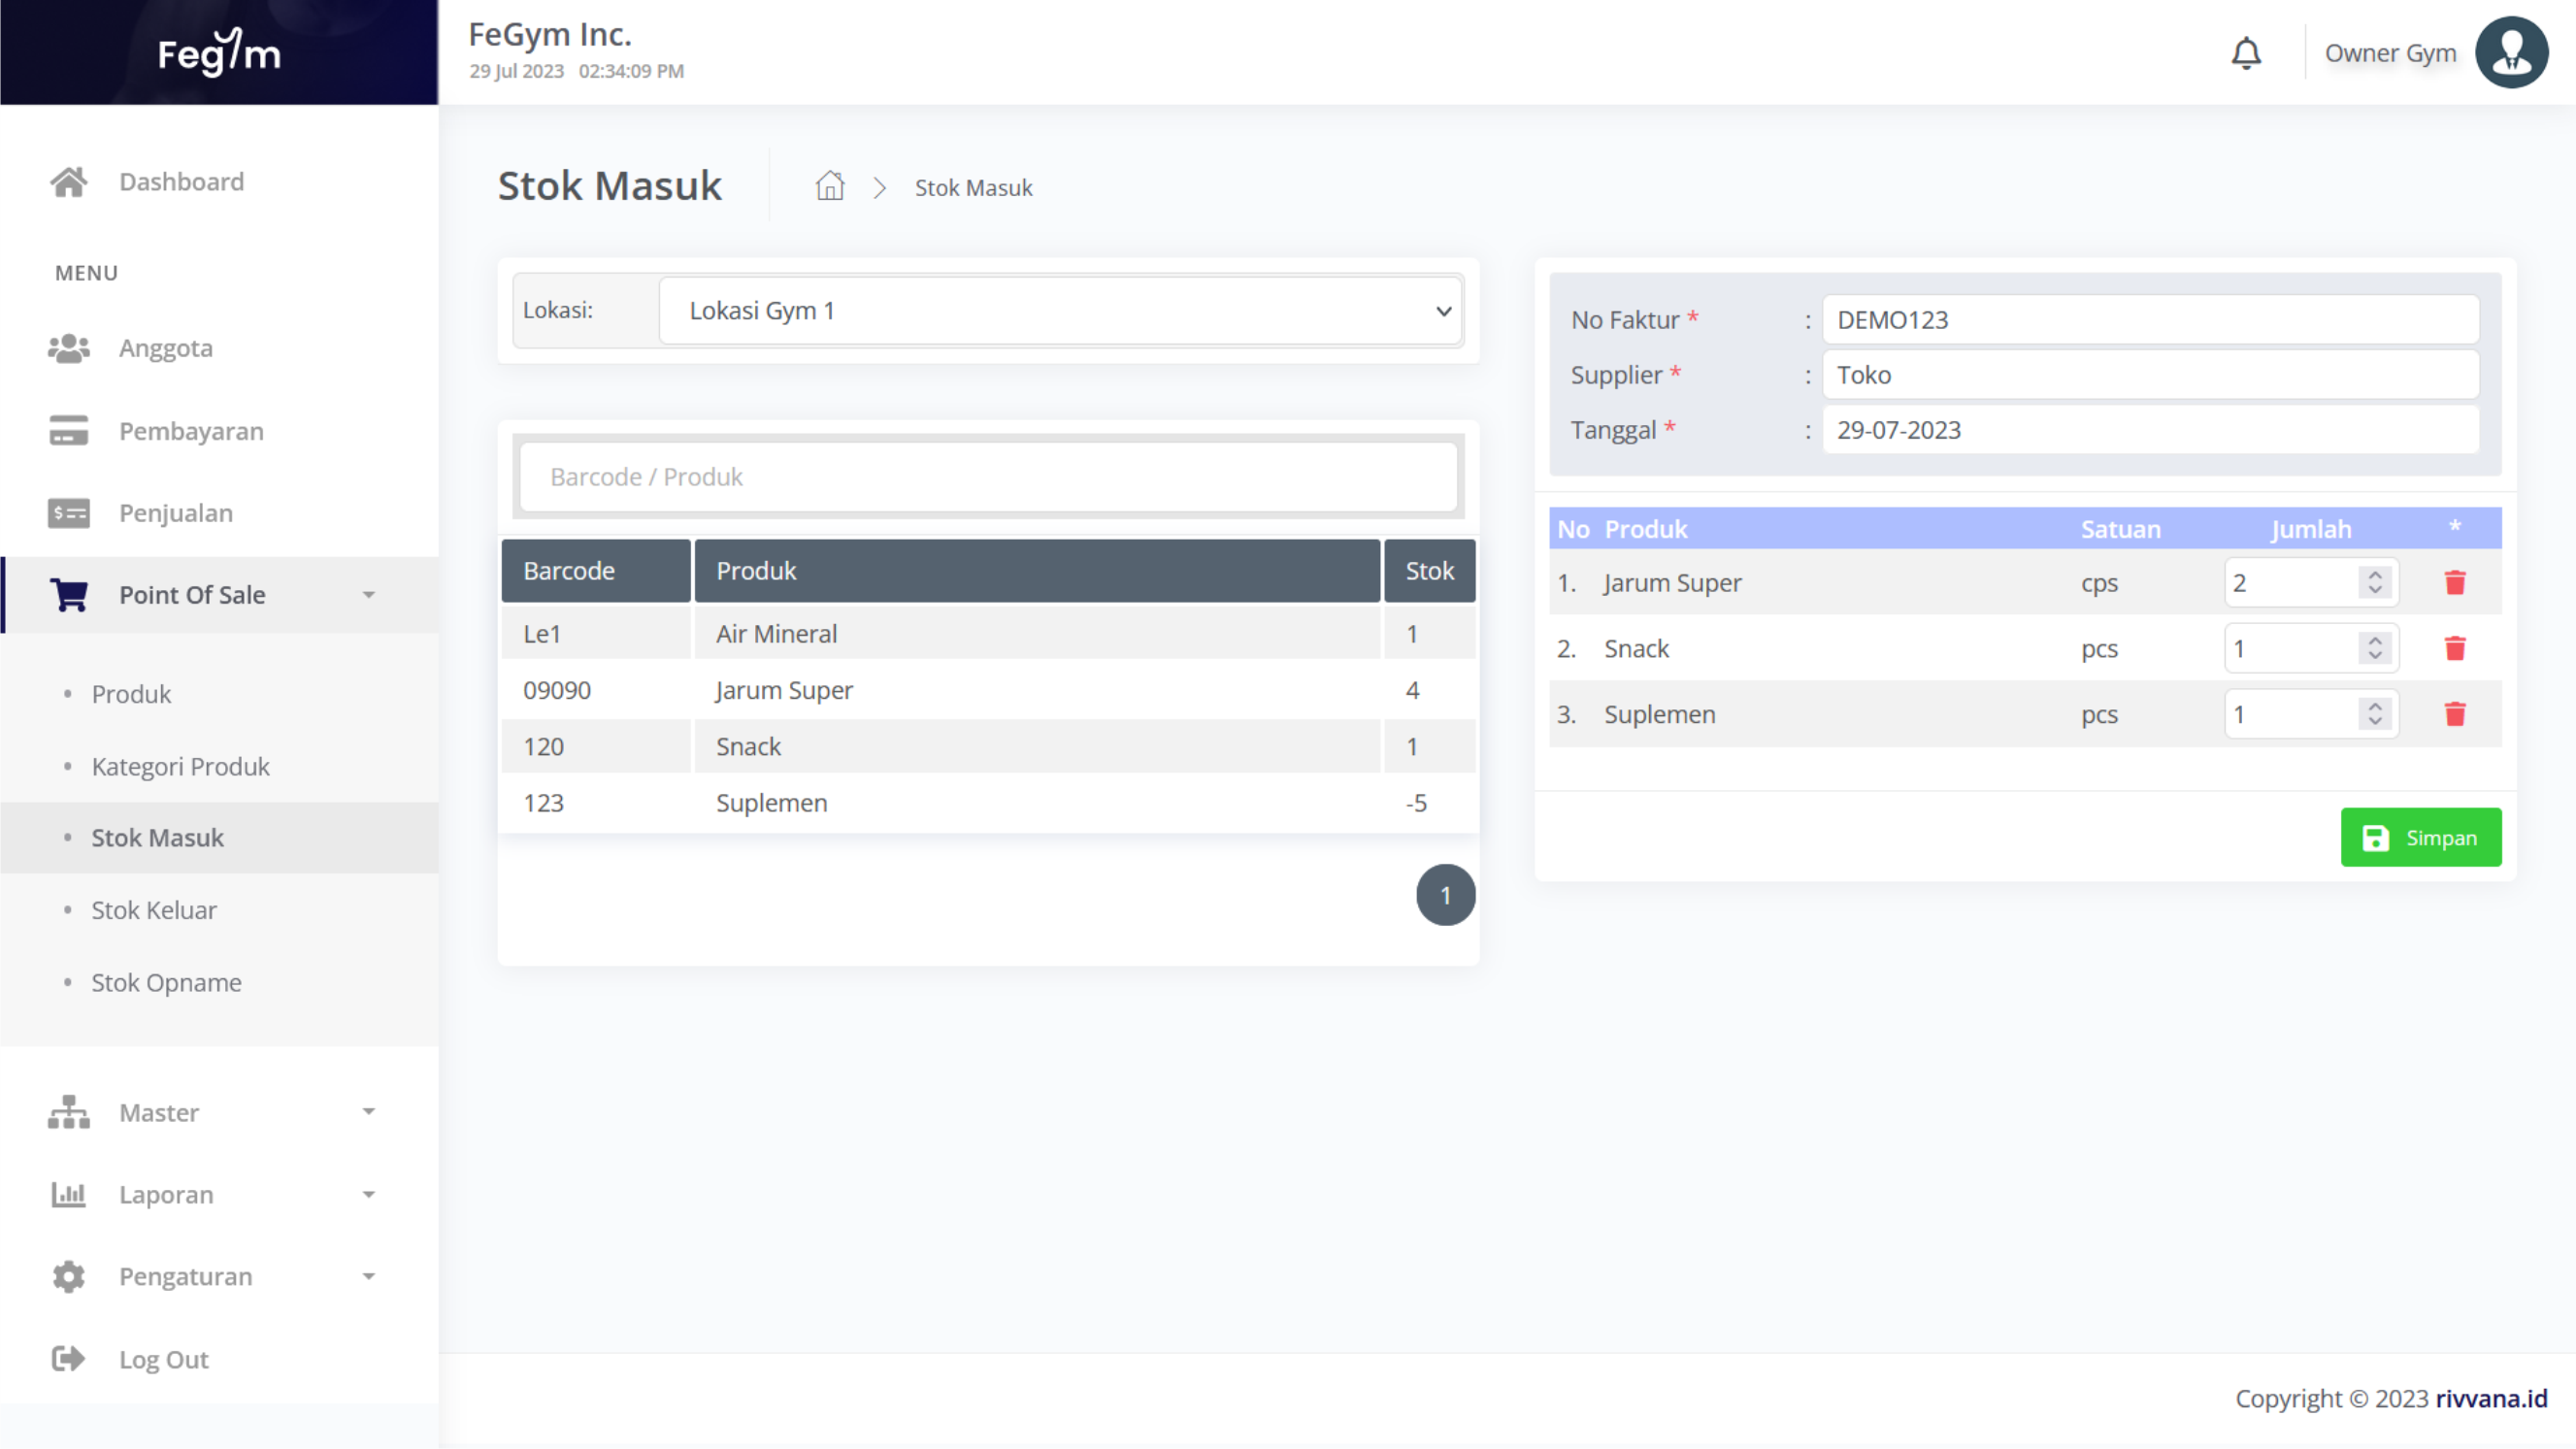 Fegym
FeGym Inc.
29 Jul 2023 02:34:09 PM
Owner Gym
Dashboard
MENU
Anggota
Pembayaran
Penjualan
Point Of Sale
Produk
Kategori Produk
Stok Masuk
Stok Keluar
Stok Opname
Master
Laporan
Pengaturan
Log Out
Stok Masuk
Stok Masuk
Lokasi: Lokasi Gym 1
Barcode / Produk
Barcode Produk Stok
Le1 Air Mineral 1
09090 Jarum Super 4
120 Snack 1
123 Suplemen -5
1
No Faktur * : DEMO123
Supplier * : Toko
Tanggal * : 29-07-2023
No Produk Satuan Jumlah *
1. Jarum Super cps 2
2. Snack pcs 1
3. Suplemen pcs 1
Simpan
Copyright © 2023 rivvana.id